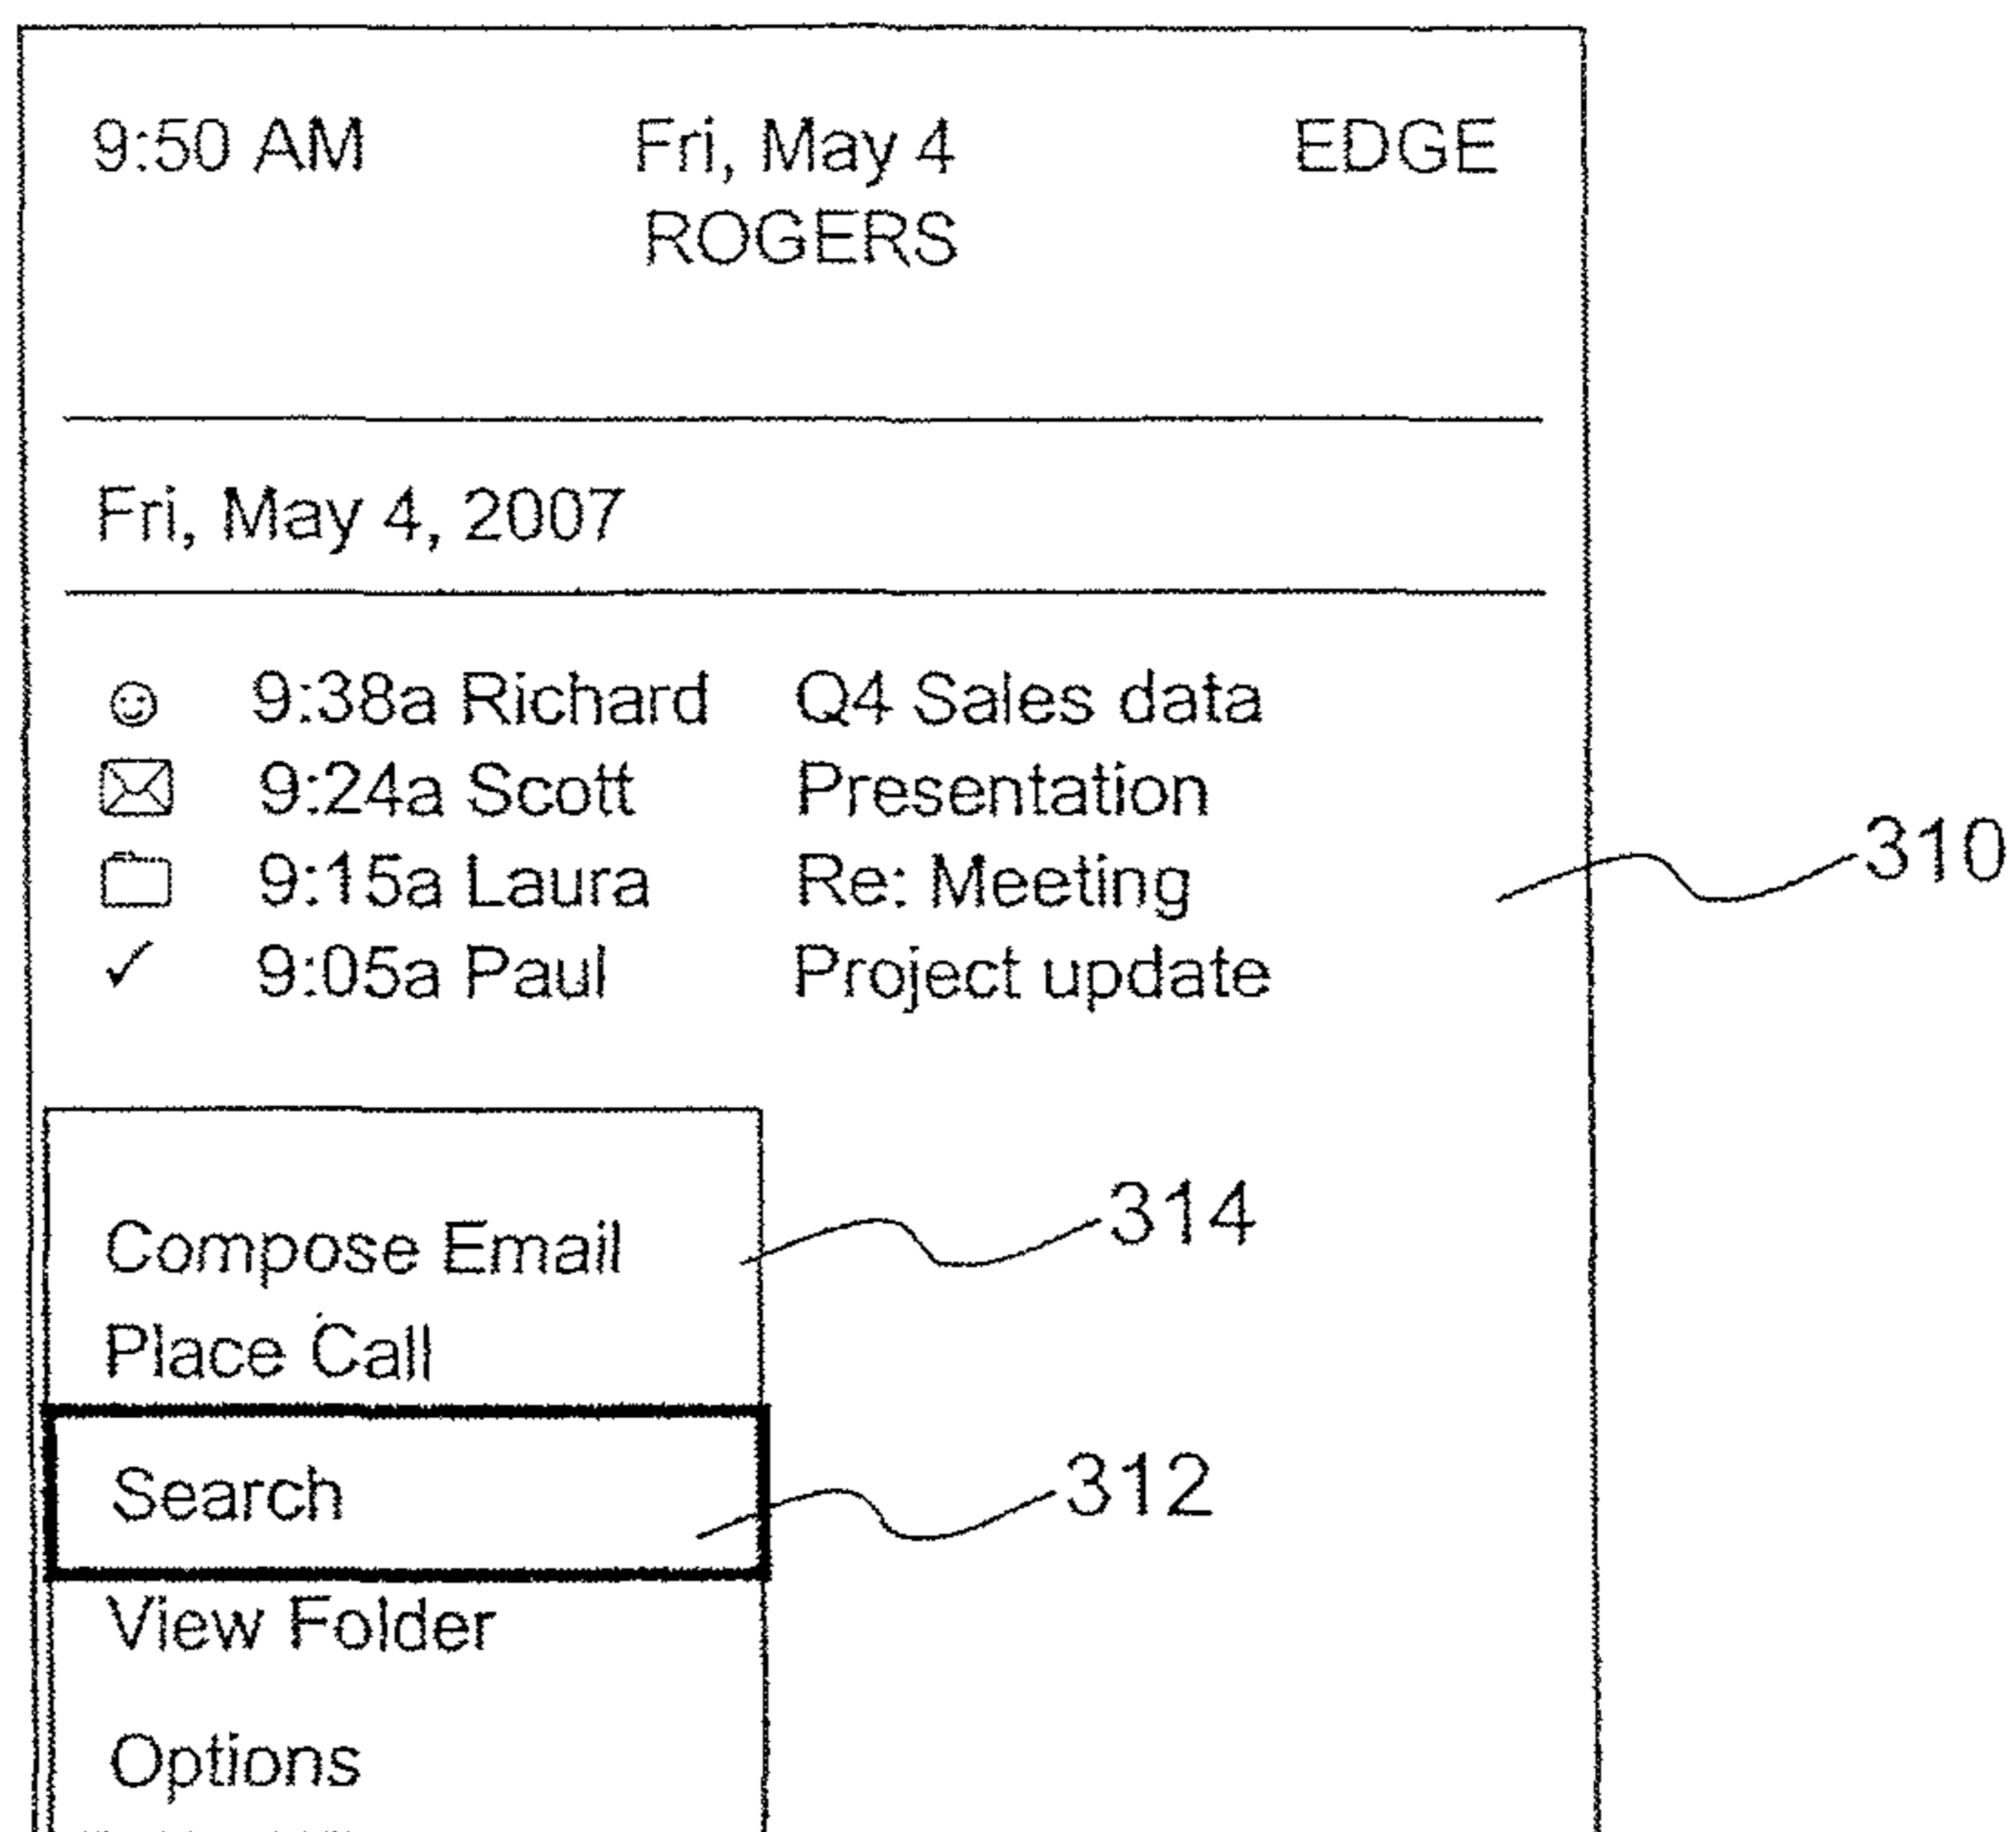 9:50 AM Fri, May 4 EDGE
ROGERS
Fri, May 4, 2007
9:38a Richard Q4 Sales data
9:24a Scott Presentation
9:15a Laura Re: Meeting
9:05a Paul Project update
310
Compose Email
314
Place Call
Search
312
View Folder
Options